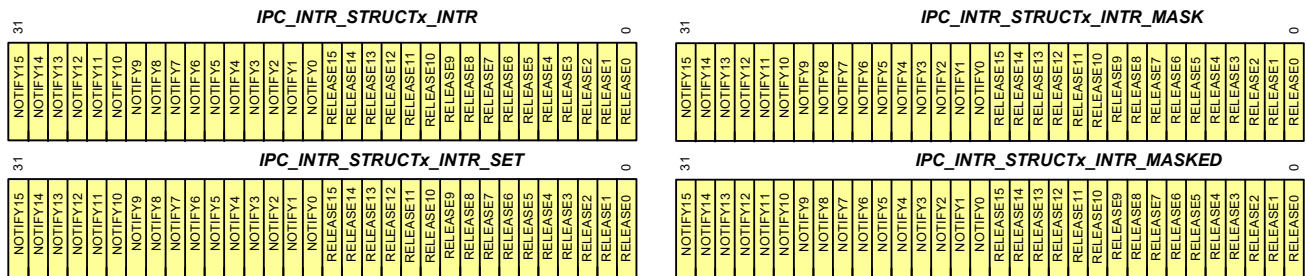 IPC_INTR_STRUCTx_INTR
31
0
NOTIFY15
NOTIFY14
NOTIFY13
NOTIFY12
NOTIFY11
NOTIFY10
NOTIFY9
NOTIFY8
NOTIFY7
NOTIFY6
NOTIFY5
NOTIFY4
NOTIFY3
NOTIFY2
NOTIFY1
NOTIFY0
RELEASE15
RELEASE14
RELEASE13
RELEASE12
RELEASE11
RELEASE10
RELEASE9
RELEASE8
RELEASE7
RELEASE6
RELEASE5
RELEASE4
RELEASE3
RELEASE2
RELEASE1
RELEASE0
IPC_INTR_STRUCTx_INTR_MASK
31
0
NOTIFY15
NOTIFY14
NOTIFY13
NOTIFY12
NOTIFY11
NOTIFY10
NOTIFY9
NOTIFY8
NOTIFY7
NOTIFY6
NOTIFY5
NOTIFY4
NOTIFY3
NOTIFY2
NOTIFY1
NOTIFY0
RELEASE15
RELEASE14
RELEASE13
RELEASE12
RELEASE11
RELEASE10
RELEASE9
RELEASE8
RELEASE7
RELEASE6
RELEASE5
RELEASE4
RELEASE3
RELEASE2
RELEASE1
RELEASE0
IPC_INTR_STRUCTx_INTR_SET
31
0
NOTIFY15
NOTIFY14
NOTIFY13
NOTIFY12
NOTIFY11
NOTIFY10
NOTIFY9
NOTIFY8
NOTIFY7
NOTIFY6
NOTIFY5
NOTIFY4
NOTIFY3
NOTIFY2
NOTIFY1
NOTIFY0
RELEASE15
RELEASE14
RELEASE13
RELEASE12
RELEASE11
RELEASE10
RELEASE9
RELEASE8
RELEASE7
RELEASE6
RELEASE5
RELEASE4
RELEASE3
RELEASE2
RELEASE1
RELEASE0
IPC_INTR_STRUCTx_INTR_MASKED
31
0
NOTIFY15
NOTIFY14
NOTIFY13
NOTIFY12
NOTIFY11
NOTIFY10
NOTIFY9
NOTIFY8
NOTIFY7
NOTIFY6
NOTIFY5
NOTIFY4
NOTIFY3
NOTIFY2
NOTIFY1
NOTIFY0
RELEASE15
RELEASE14
RELEASE13
RELEASE12
RELEASE11
RELEASE10
RELEASE9
RELEASE8
RELEASE7
RELEASE6
RELEASE5
RELEASE4
RELEASE3
RELEASE2
RELEASE1
RELEASE0